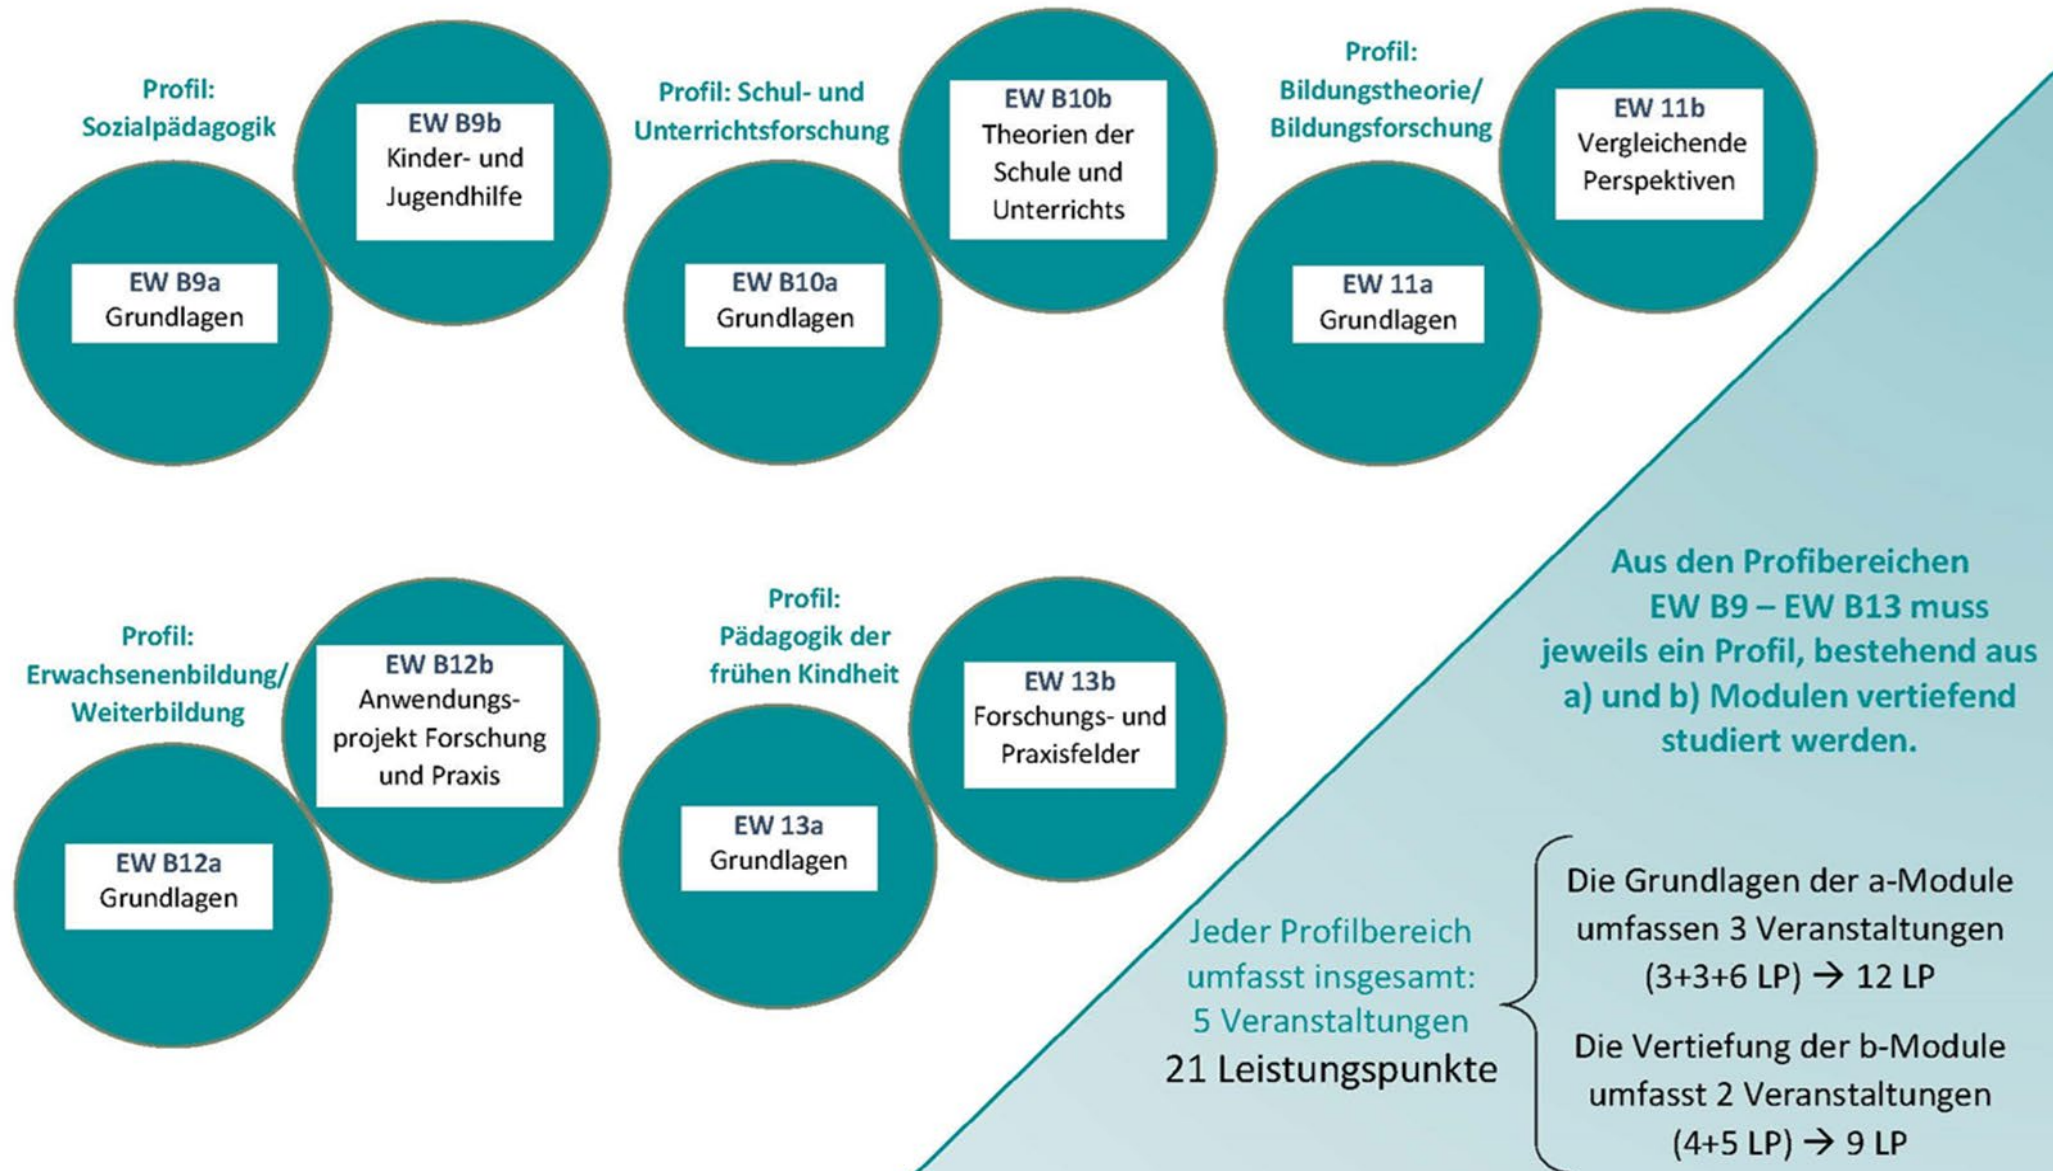 Profil:
Sozialpädagogik
EW B9b
Kinder- und
Jugendhilfe
EW B9a
Grundlagen
Profil: Schul- und
Unterrichtsforschung
EW B10b
Theorien der
Schule und
Unterrichts
EW B10a
Grundlagen
Profil:
Bildungstheorie/
Bildungsforschung
EW 11b
Vergleichende
Perspektiven
EW 11a
Grundlagen
Profil:
Erwachsenenbildung/
Weiterbildung
EW B12b
Anwendungs-
projekt Forschung
und Praxis
EW B12a
Grundlagen
Profil:
Pädagogik der
frühen Kindheit
EW 13b
Forschungs- und
Praxisfelder
EW 13a
Grundlagen
Aus den Profibereichen
EW B9 – EW B13 muss
jeweils ein Profil, bestehend aus
a) und b) Modulen vertiefend
studiert werden.
Jeder Profilbereich
umfasst insgesamt:
5 Veranstaltungen
21 Leistungspunkte
Die Grundlagen der a-Module
umfassen 3 Veranstaltungen
(3+3+6 LP) → 12 LP
Die Vertiefung der b-Module
umfasst 2 Veranstaltungen
(4+5 LP) → 9 LP